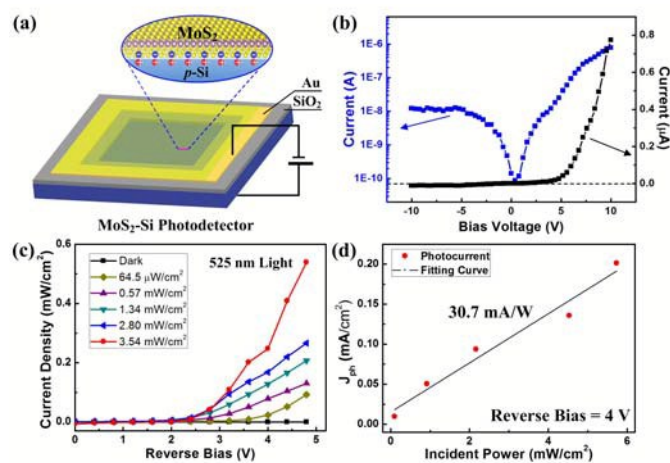 (a)
MoS2
p-Si
Au
SiO2
MoS2-Si Photodetector
(b)
Current (A)
1E-6
1E-7
1E-8
1E-9
1E-10
0.8
0.6
0.4
0.2
0.0
Current (μA)
-10 -5 0 5 10
Bias Voltage (V)
(c)
Current Density (mW/cm2)
0.6
0.4
0.2
0.0
Dark
64.5 μW/cm2
0.57 mW/cm2
1.34 mW/cm2
2.80 mW/cm2
3.54 mW/cm2
525 nm Light
0 1 2 3 4 5
Reverse Bias (V)
(d)
Jph (mA/cm2)
0.20
0.15
0.10
0.05
0.00
Photocurrent
Fitting Curve
30.7 mA/W
Reverse Bias = 4 V
0 2 4 6
Incident Power (mW/cm2)